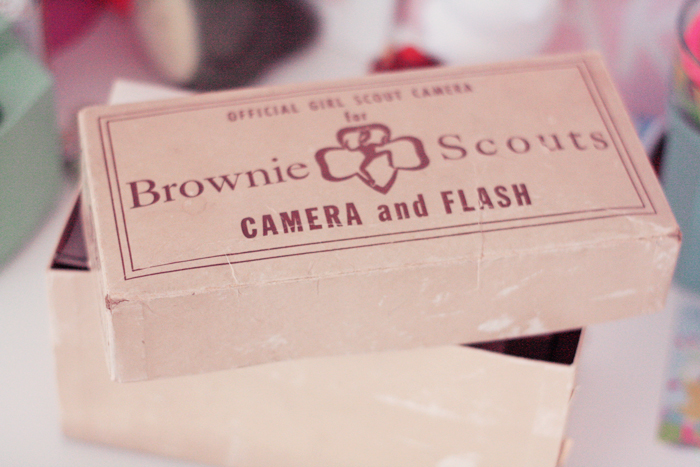 OFFICIAL GIRL SCOUT CAMERA
for
Brownie Scouts
CAMERA and FLASH